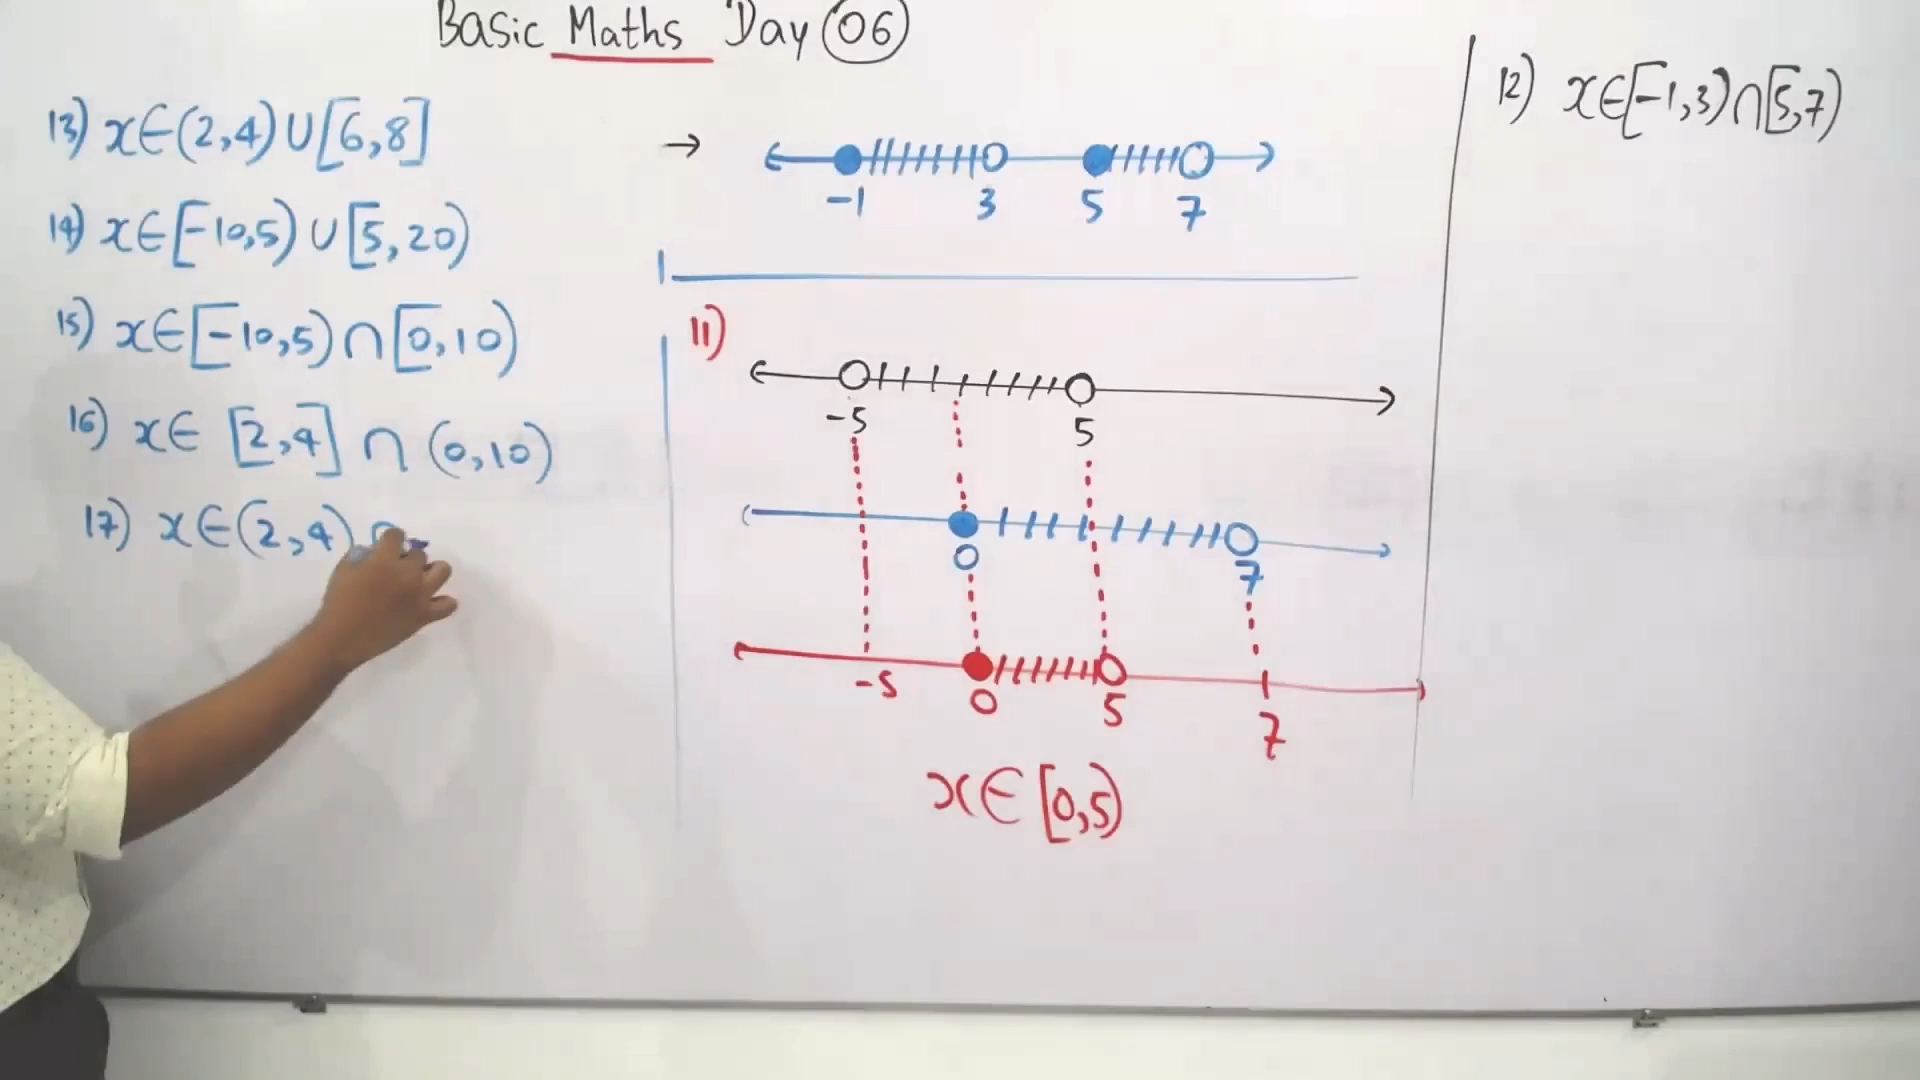 Basic Maths Day 06
13) x∈(2,4)∪[6,8]
14) x∈[-10,5)∪[5,20)
15) x∈[-10,5)∩[0,10)
16) x∈ [2,4] ∩ (0,10)
17) x∈(2,4) ∩
→
-1 3 5 7
11)
-5 5
0 7
-5 0 5 7
x∈ [0,5)
12) x∈[-1,3)∩[5,7)